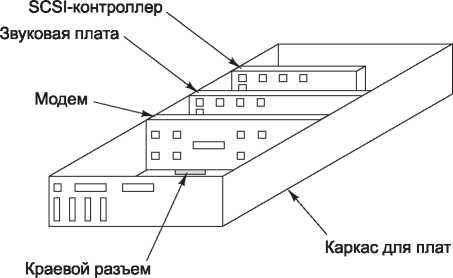 SCSI-контроллер
Звуковая плата
Модем
Каркас для плат
Краевой разъем